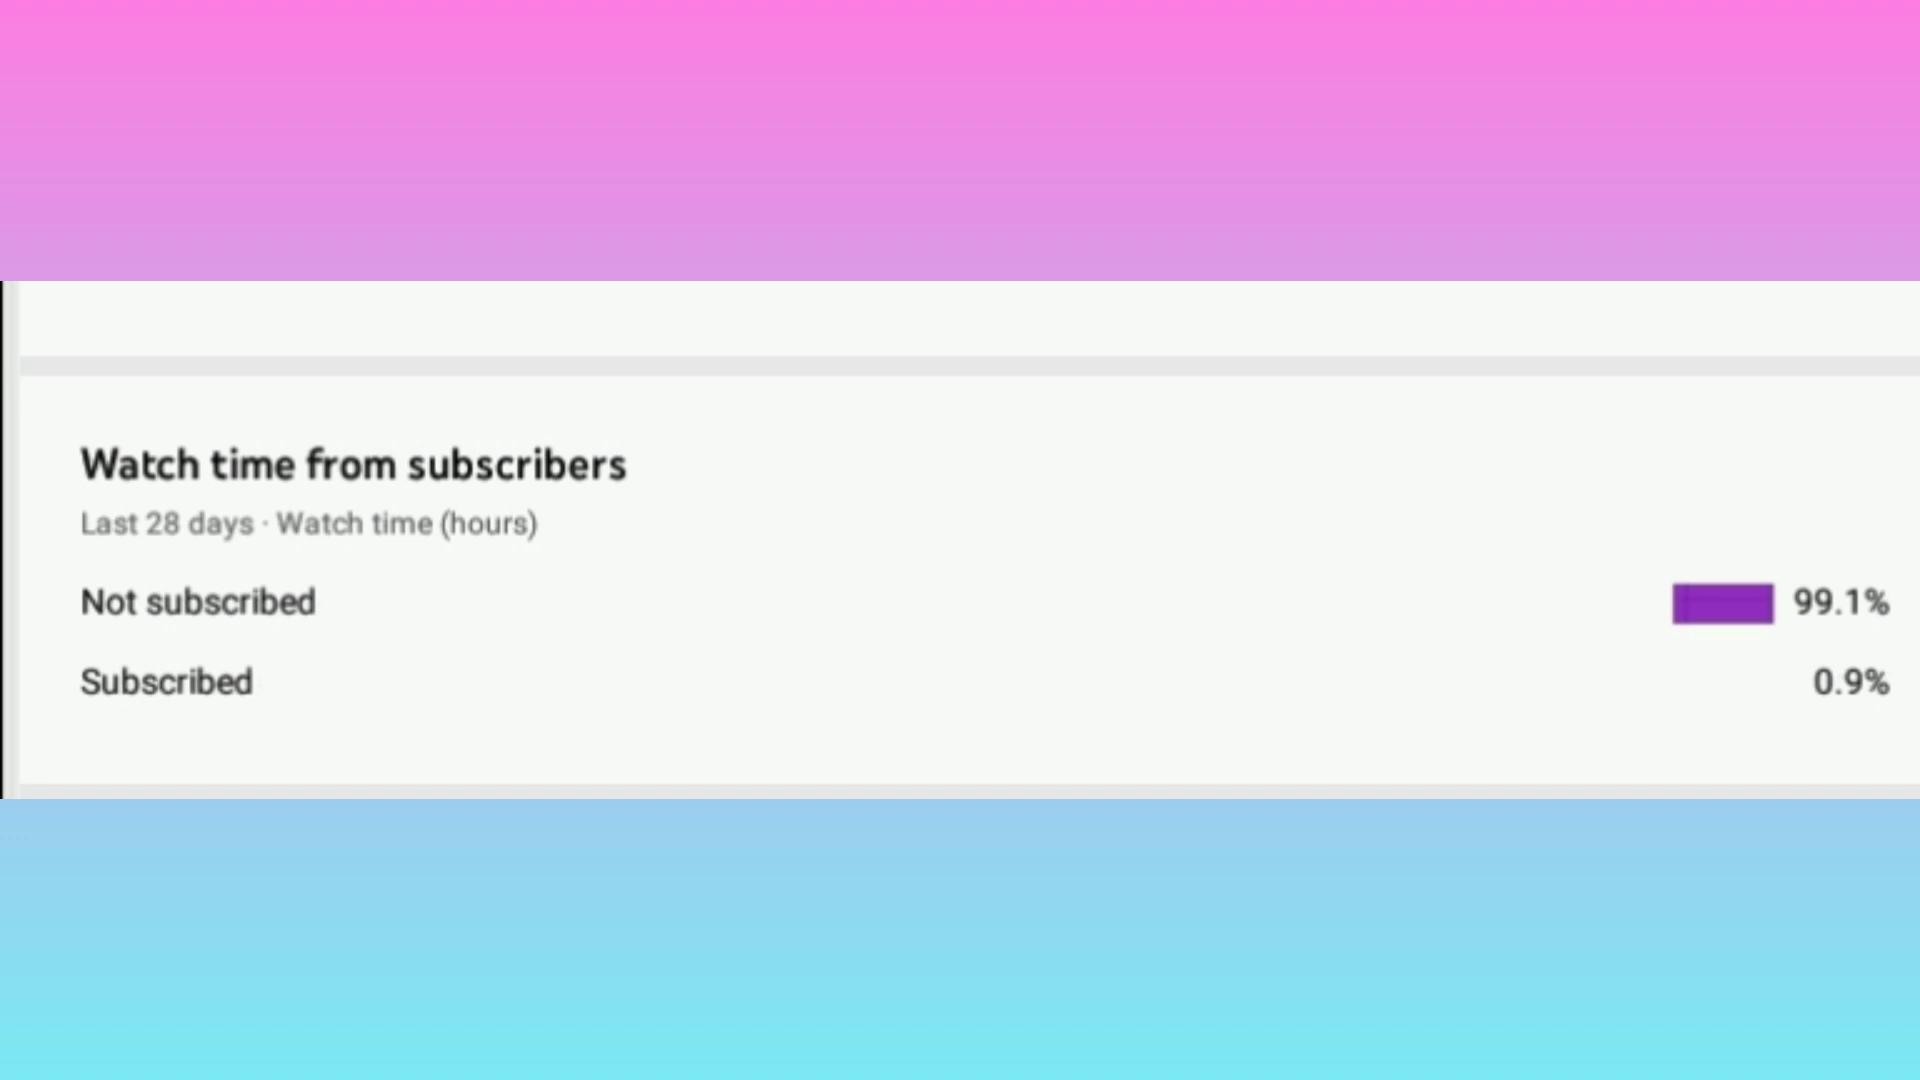 Watch time from subscribers
Last 28 days · Watch time (hours)
Not subscribed 99.1%
Subscribed 0.9%